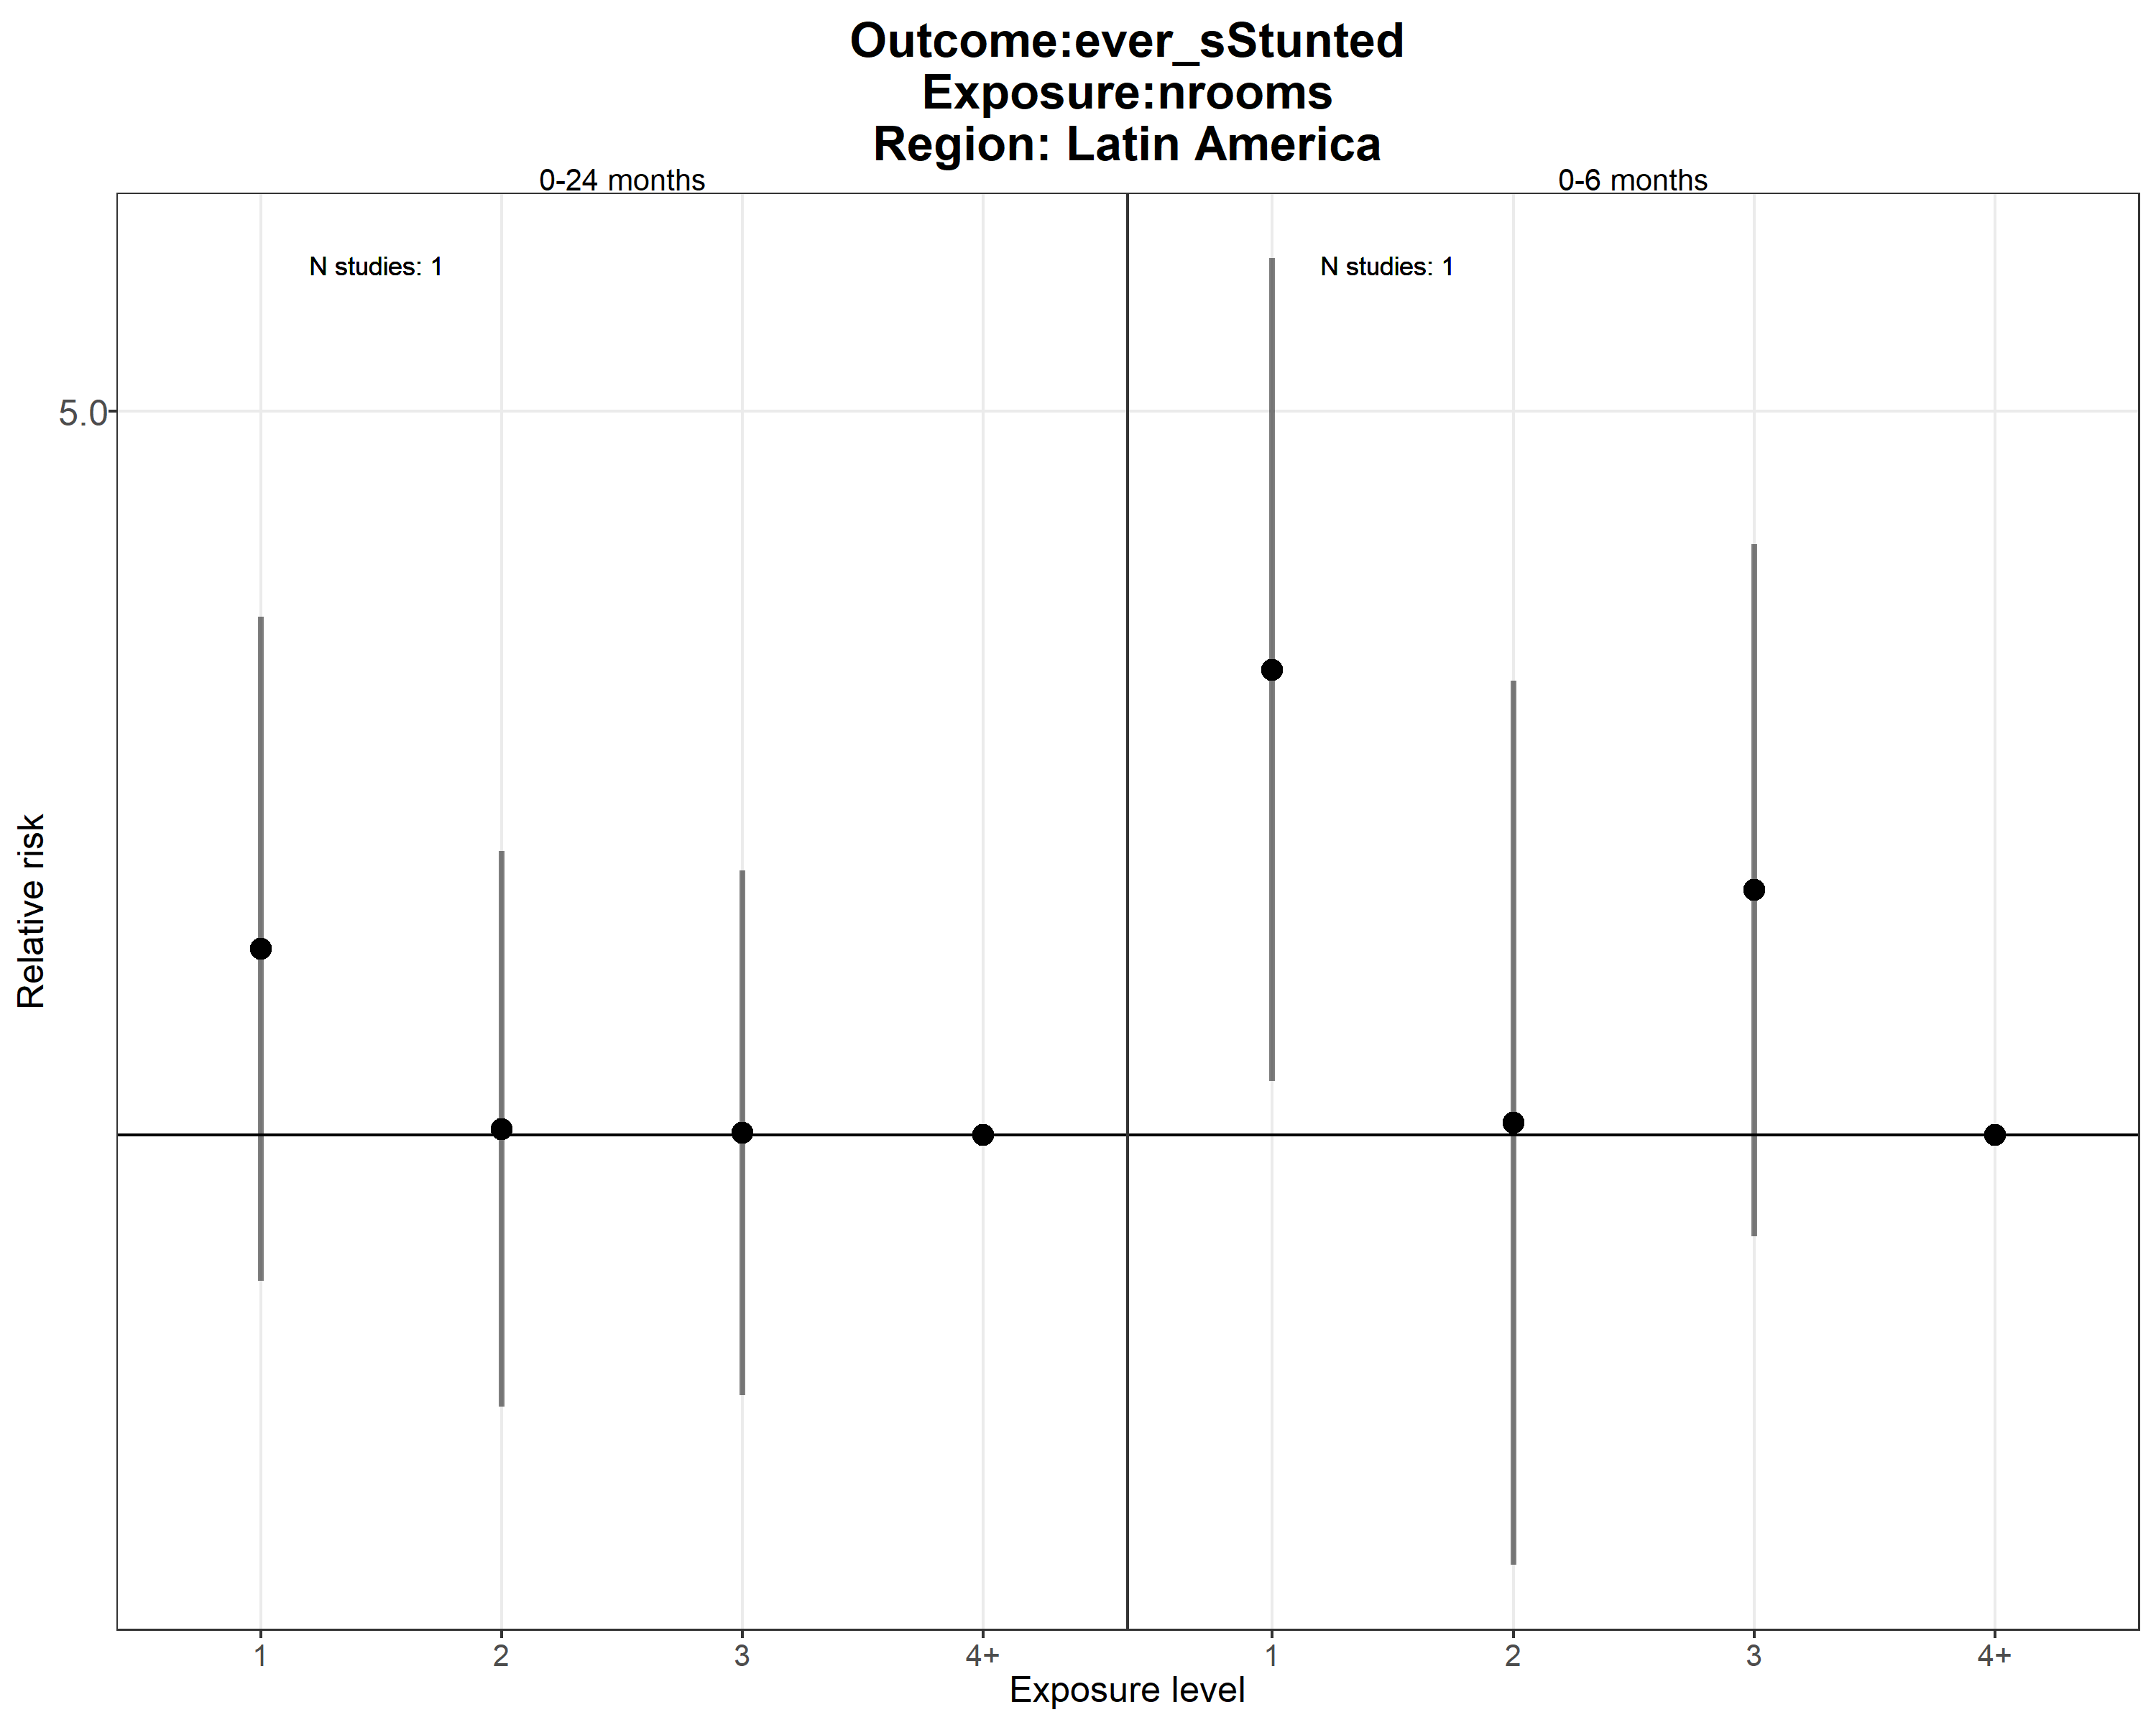 Outcome:ever_sStunted
Exposure:nrooms
Region: Latin America
0-24 months
0-6 months
N studies: 1
N studies: 1
5.0
Relative risk
1
2
3
4+
1
2
3
4+
Exposure level